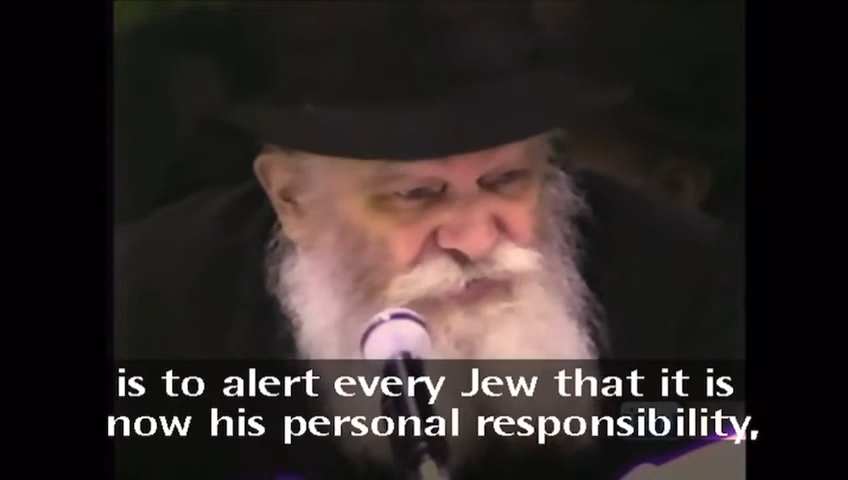 is to alert every Jew that it is
now his personal responsibility,